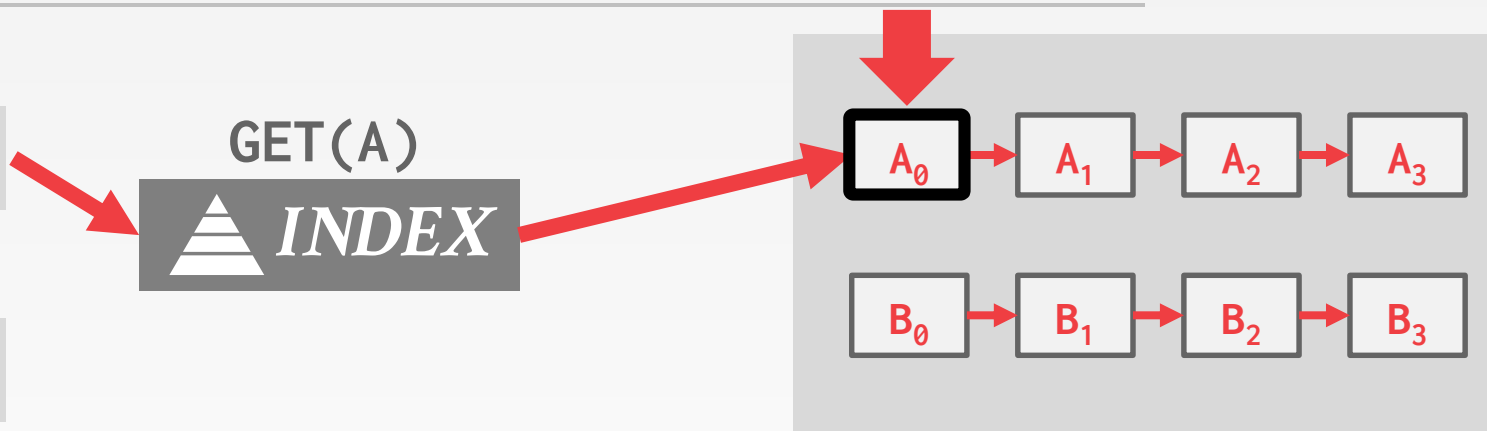 GET(A)
INDEX
A₀ A₁ A₂ A₃
B₀ B₁ B₂ B₃